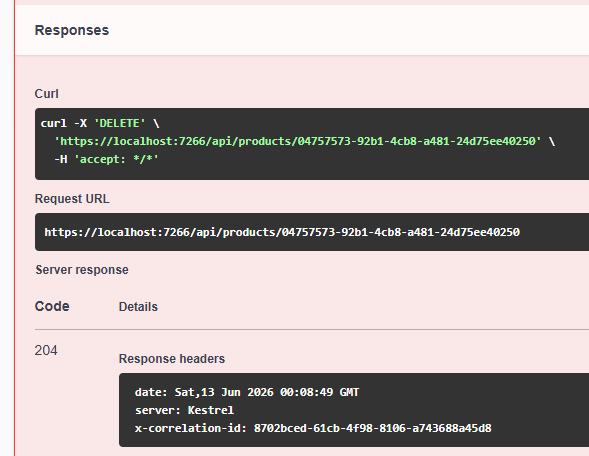 Responses
Curl
curl -X 'DELETE' \
  'https://localhost:7266/api/products/04757573-92b1-4cb8-a481-24d75ee40250' \
  -H 'accept: */*'
Request URL
https://localhost:7266/api/products/04757573-92b1-4cb8-a481-24d75ee40250
Server response
Code Details
204
Response headers
date: Sat,13 Jun 2026 00:08:49 GMT
server: Kestrel
x-correlation-id: 8702bced-61cb-4f98-8106-a743688a45d8